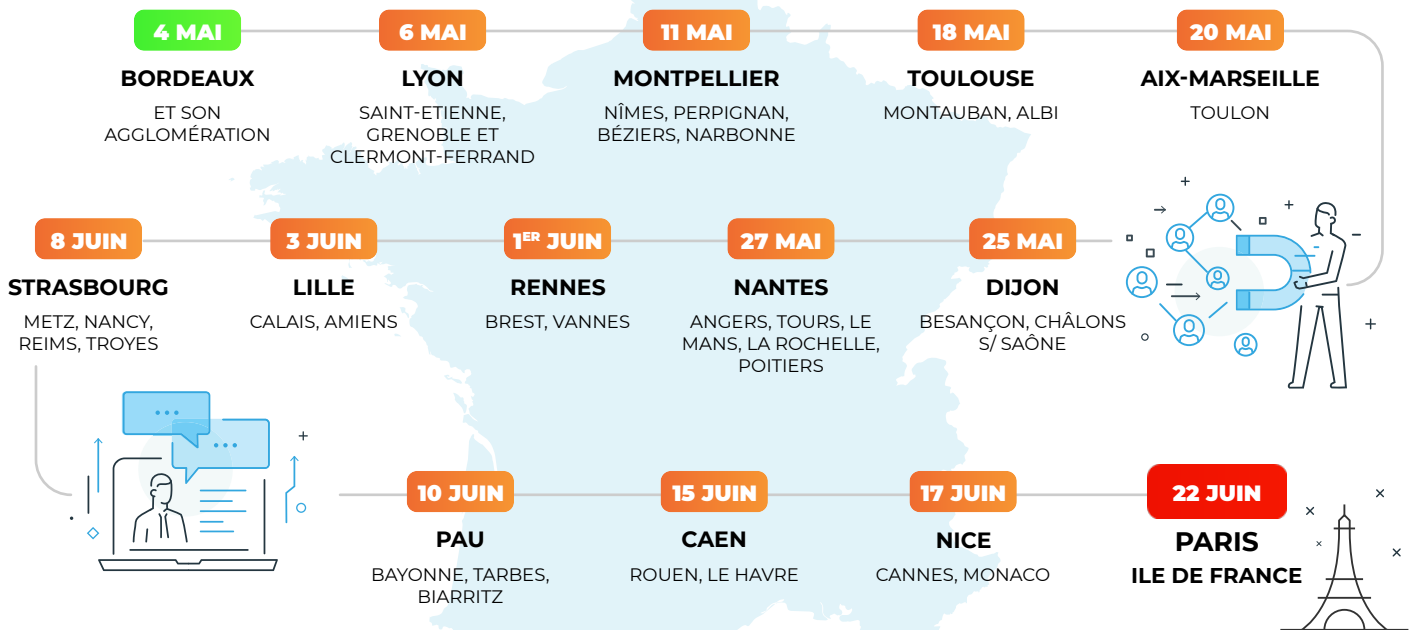 4 MAI
BORDEAUX
ET SON
AGGLOMÉRATION
6 MAI
LYON
SAINT-ETIENNE,
GRENOBLE ET
CLERMONT-FERRAND
11 MAI
MONTPELLIER
NÎMES, PERPIGNAN,
BÉZIERS, NARBONNE
18 MAI
TOULOUSE
MONTAUBAN, ALBI
20 MAI
AIX-MARSEILLE
TOULON
25 MAI
DIJON
BESANÇON, CHÂLONS
S/ SAÔNE
27 MAI
NANTES
ANGERS, TOURS, LE
MANS, LA ROCHELLE,
POITIERS
1ER JUIN
RENNES
BREST, VANNES
3 JUIN
LILLE
CALAIS, AMIENS
8 JUIN
STRASBOURG
METZ, NANCY,
REIMS, TROYES
10 JUIN
PAU
BAYONNE, TARBES,
BIARRITZ
15 JUIN
CAEN
ROUEN, LE HAVRE
17 JUIN
NICE
CANNES, MONACO
22 JUIN
PARIS
ILE DE FRANCE